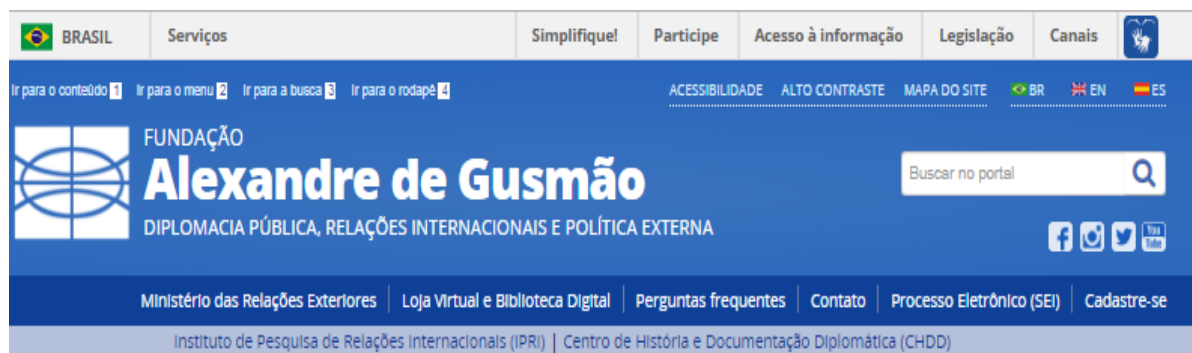 BRASIL Serviços Simplifique! Participe Acesso à informação Legislação Canais
Ir para o conteúdo 1 Ir para o menu 2 Ir para a busca 3 Ir para o rodapé 4 ACESSIBILIDADE ALTO CONTRASTE MAPA DO SITE BR EN ES
FUNDAÇÃO
Alexandre de Gusmão
DIPLOMACIA PÚBLICA, RELAÇÕES INTERNACIONAIS E POLÍTICA EXTERNA
Buscar no portal
You Tube
Ministério das Relações Exteriores | Loja Virtual e Biblioteca Digital | Perguntas frequentes | Contato | Processo Eletrônico (SEI) | Cadastre-se
Instituto de Pesquisa de Relações Internacionais (IPRI) | Centro de História e Documentação Diplomática (CHDD)